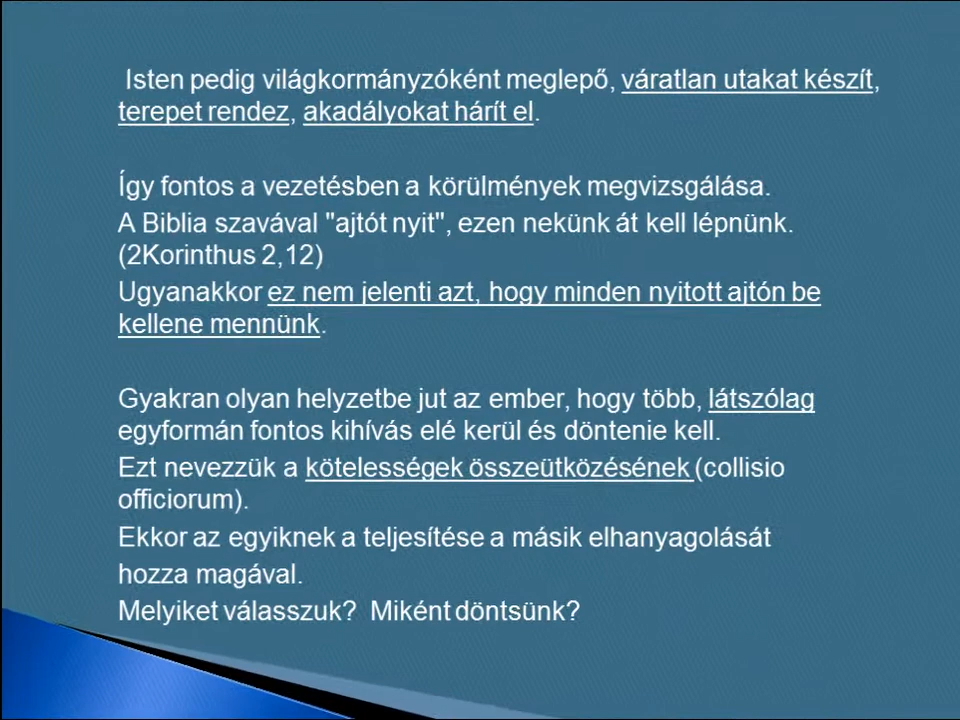 Isten pedig világkormányzóként meglepő, váratlan utakat készít,
terepet rendez, akadályokat hárít el.
Így fontos a vezetésben a körülmények megvizsgálása.
A Biblia szavával "ajtót nyit", ezen nekünk át kell lépnünk.
(2Korinthus 2,12)
Ugyanakkor ez nem jelenti azt, hogy minden nyitott ajtón be
kellene mennünk.
Gyakran olyan helyzetbe jut az ember, hogy több, látszólag
egyformán fontos kihívás elé kerül és döntenie kell.
Ezt nevezzük a kötelességek összeütközésének (collisio
officiorum).
Ekkor az egyiknek a teljesítése a másik elhanyagolását
hozza magával.
Melyiket válasszuk? Miként döntsünk?